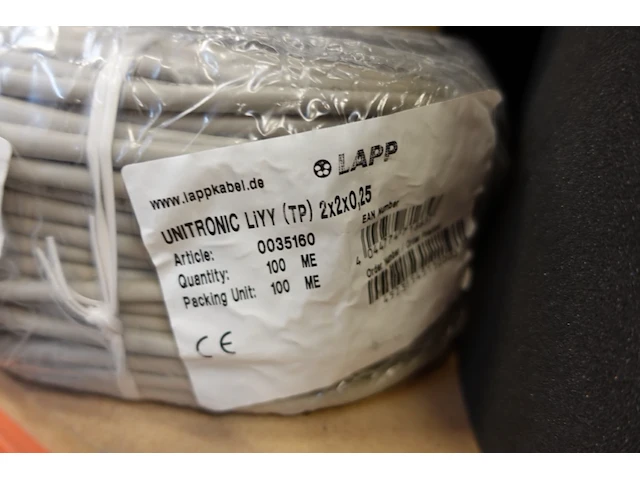 LAPP
www.lappkabel.de
UNITRONIC LiYY (TP) 2x2x0,25
Article: 0035160
Quantity: 100 ME
Packing Unit: 100 ME
EAN Number
CE